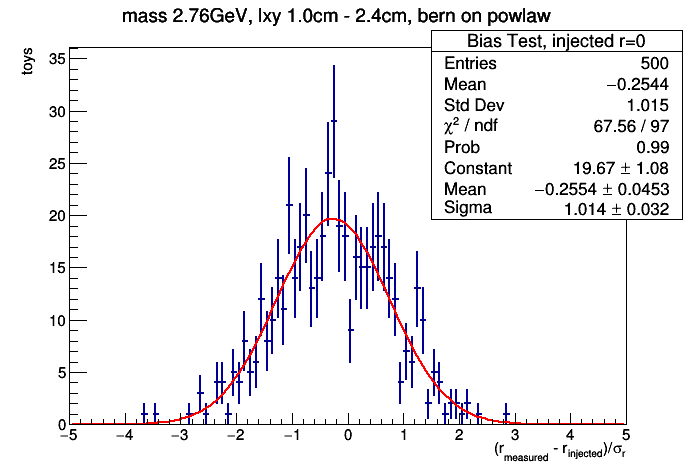 mass 2.76GeV, lxy 1.0cm - 2.4cm, bern on powlaw
Bias Test, injected r=0
Entries 500
Mean −0.2544
Std Dev 1.015
χ² / ndf 67.56 / 97
Prob 0.99
Constant 19.67 ± 1.08
Mean −0.2554 ± 0.0453
Sigma 1.014 ± 0.032
toys
35
30
25
20
15
10
5
0
−5 −4 −3 −2 −1 0 1 2 3 4 5
(r_measured - r_injected)/σ_r